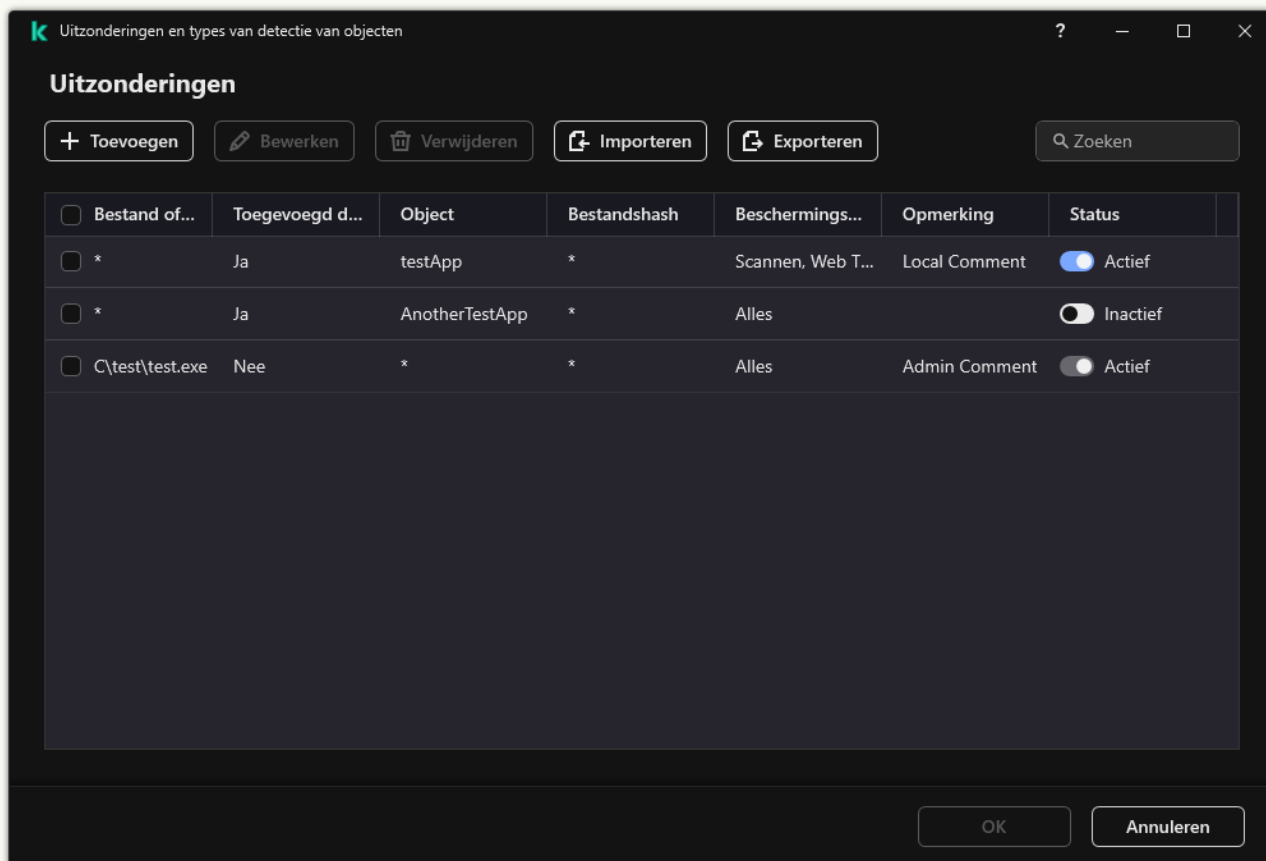 Uitzonderingen en types van detectie van objecten ?
Uitzonderingen
Toevoegen Bewerken Verwijderen Importeren Exporteren Zoeken
Bestand of... Toegevoegd d... Object Bestandshash Beschermings... Opmerking Status
* Ja testApp * Scannen, Web T... Local Comment Actief
* Ja AnotherTestApp * Alles Inactief
C\test\test.exe Nee * * Alles Admin Comment Actief
OK Annuleren